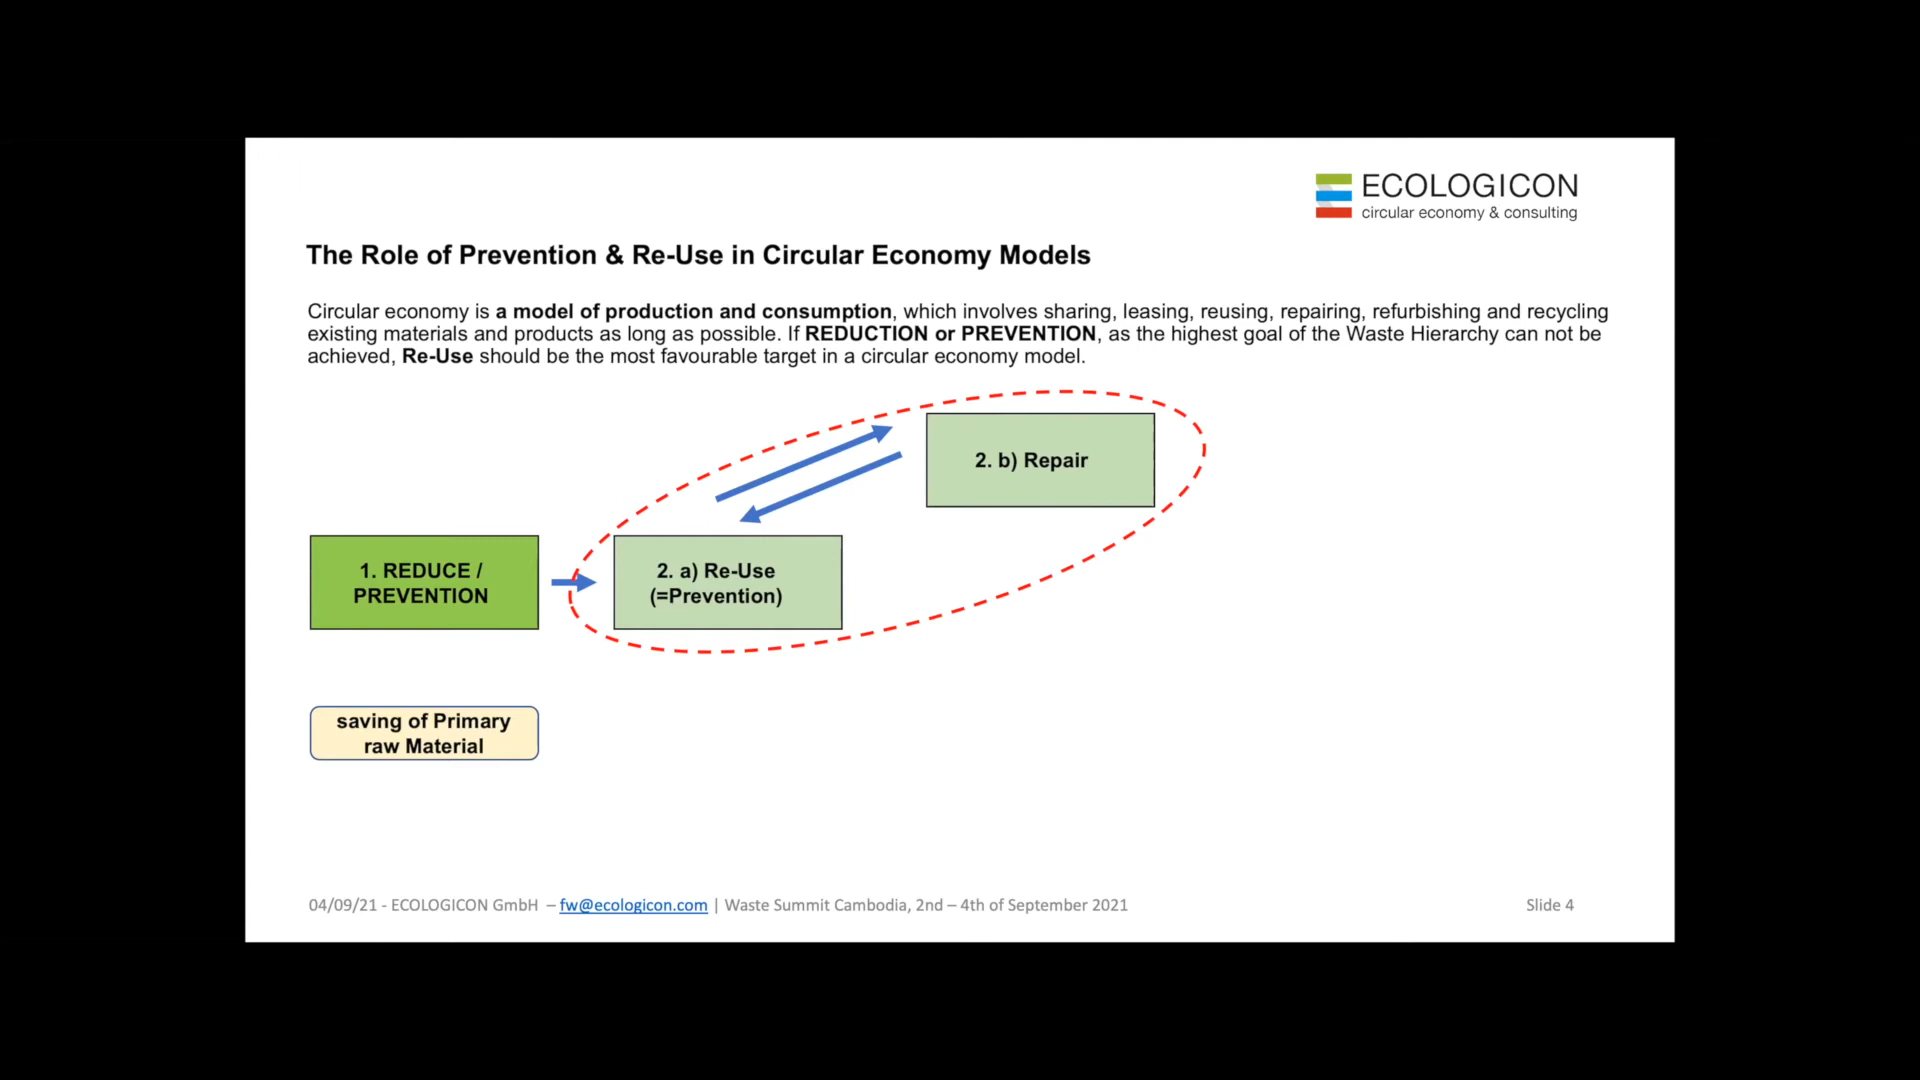 ECOLOGICON
circular economy & consulting
The Role of Prevention & Re-Use in Circular Economy Models
Circular economy is a model of production and consumption, which involves sharing, leasing, reusing, repairing, refurbishing and recycling
existing materials and products as long as possible. If REDUCTION or PREVENTION, as the highest goal of the Waste Hierarchy can not be
achieved, Re-Use should be the most favourable target in a circular economy model.
2. b) Repair
1. REDUCE /
PREVENTION
2. a) Re-Use
(=Prevention)
saving of Primary
raw Material
04/09/21 - ECOLOGICON GmbH – fw@ecologicon.com | Waste Summit Cambodia, 2nd – 4th of September 2021
Slide 4